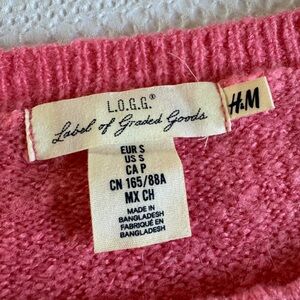 L.O.G.G.®
Label of Graded Goods
H&M
EUR S
US S
CA P
CN 165/88A
MX CH
MADE IN
BANGLADESH
FABRIQUÉ EN
BANGLADESH